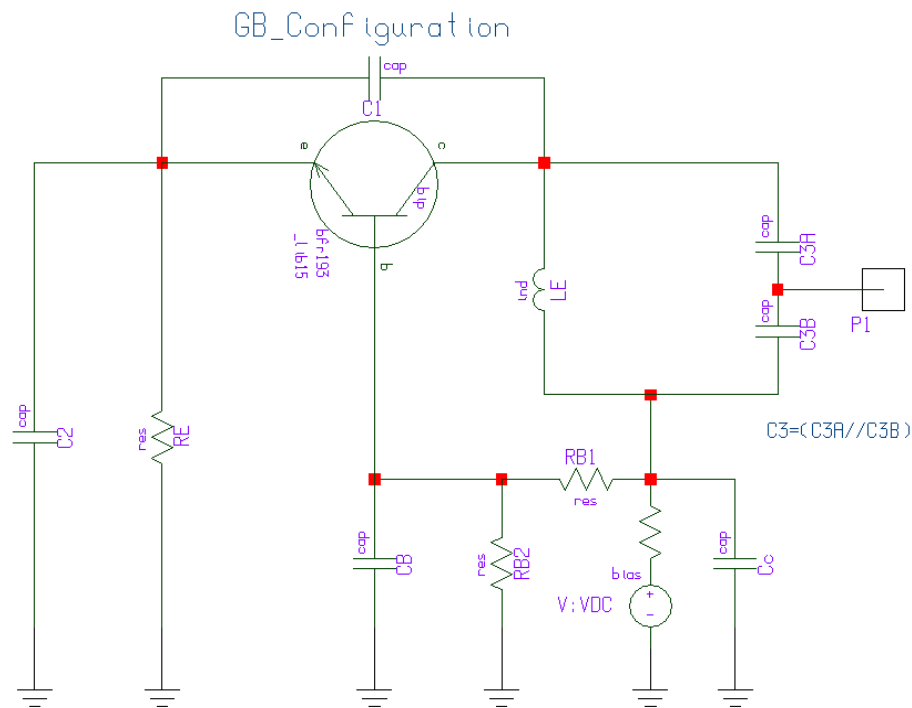 GB_Configuration
cap
C1
e
c
bip
bfr193
_lib15
b
cap
C3A
ind
LE
cap
C3B
P1
C3=(C3A//C3B)
cap
C2
res
RE
RB1
res
cap
CB
res
RB2
bias
V:VDC
+
-
cap
Cc